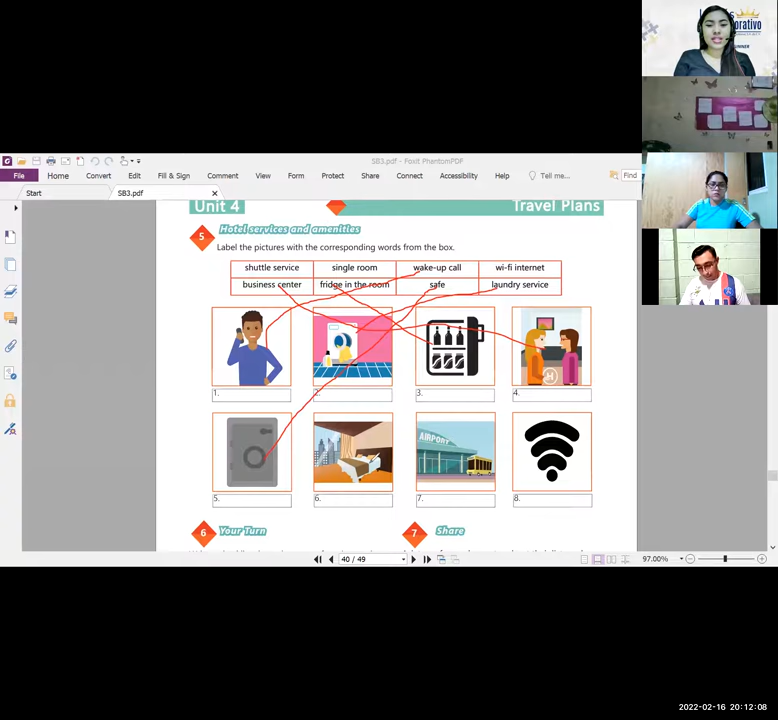 orativo
NNER
SB3.pdf - Foxit PhantomPDF
File Home Convert Fill & Sign Comment View Form Protect Share Connect Accessibility Help Tell me... Find
Start SB3.pdf
Unit 4 Travel Plans
5 Hotel services and amenities
Label the pictures with the corresponding words from the box.
shuttle service single room wake-up call wi-fi internet
business center fridge in the room safe laundry service
H
1. 2. 3. 4.
AIRPORT
5. 6. 7. 8.
6 Your Turn 7 Share
40 / 49 97.00%
2022-02-16 20:12:08